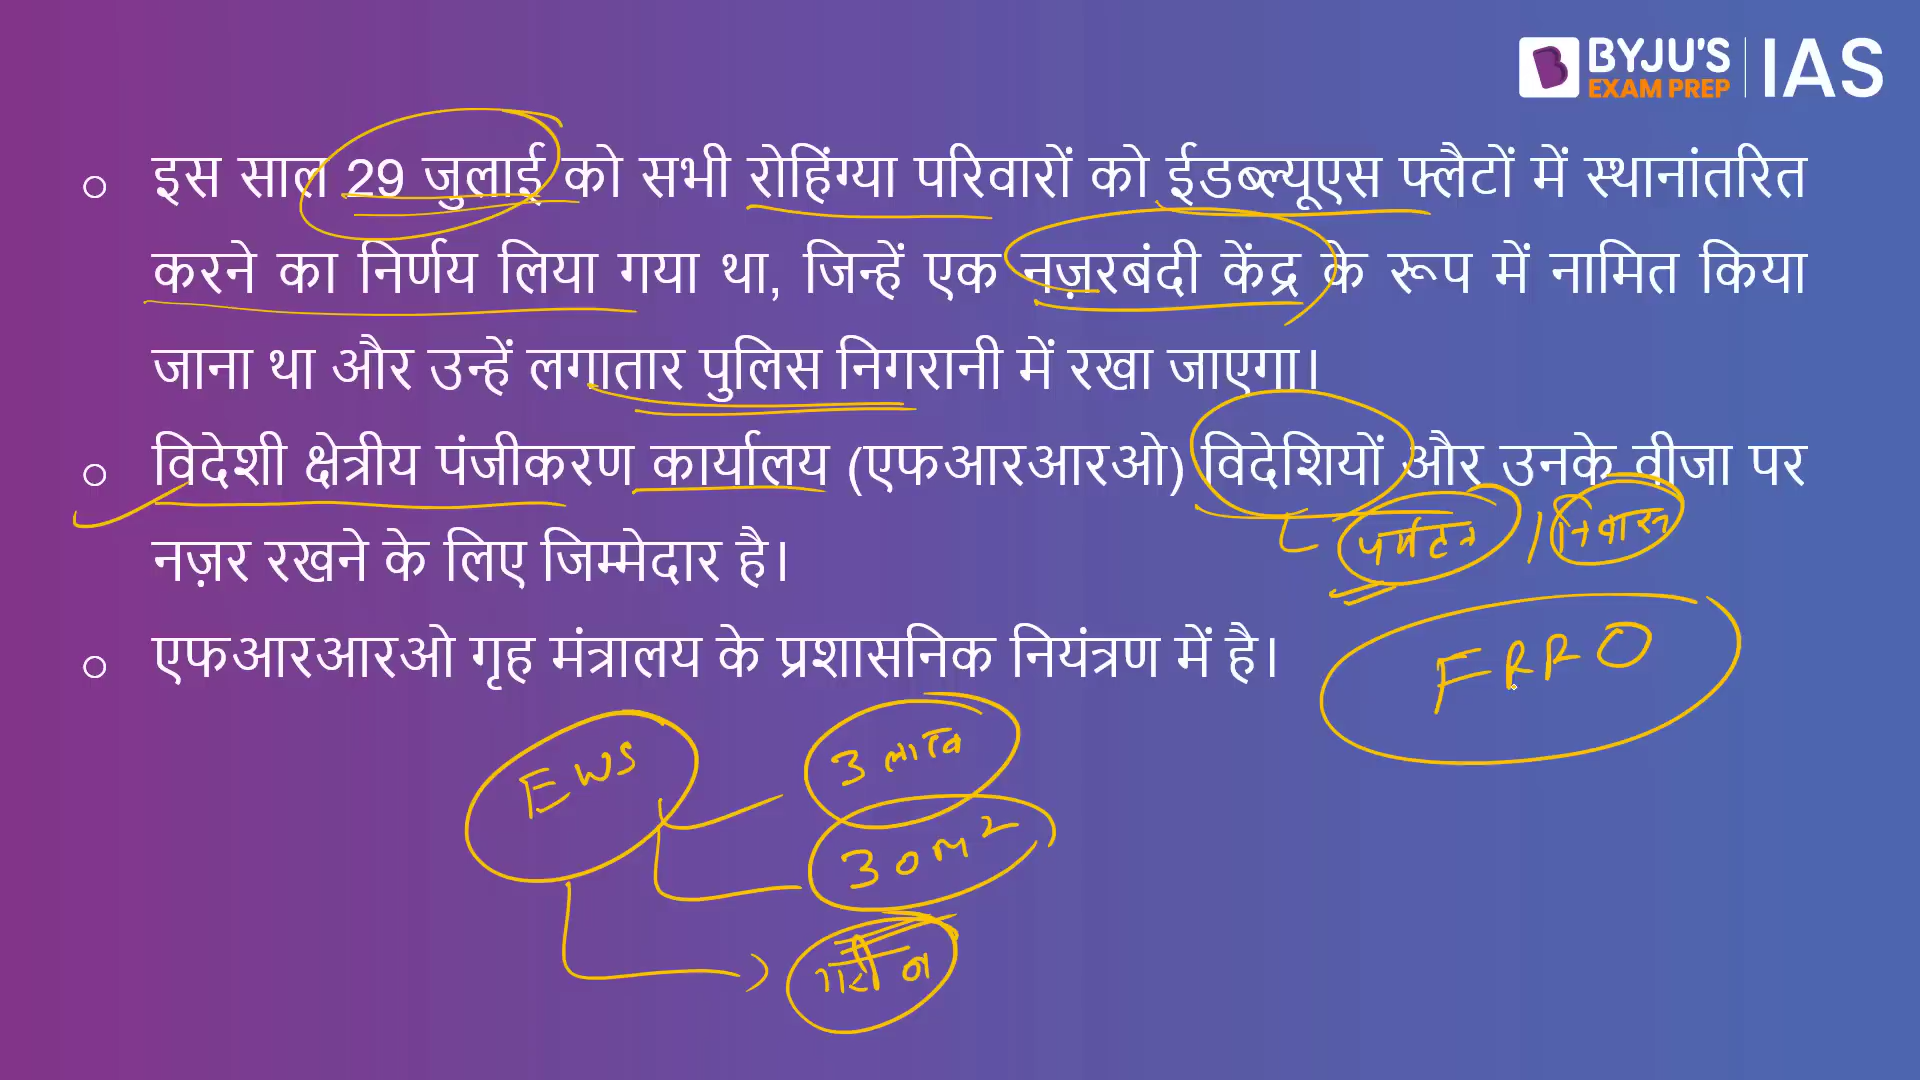 BYJU'S
EXAM PREP
IAS
इस साल 29 जुलाई को सभी रोहिंग्या परिवारों को ईडब्ल्यूएस फ्लैटों में स्थानांतरित
करने का निर्णय लिया गया था, जिन्हें एक नज़रबंदी केंद्र के रूप में नामित किया
जाना था और उन्हें लगातार पुलिस निगरानी में रखा जाएगा।
विदेशी क्षेत्रीय पंजीकरण कार्यालय (एफआरआरओ) विदेशियों और उनके वीजा पर
पर्यटन /
नज़र रखने के लिए जिम्मेदार है।
FRRO
एफआरआरओ गृह मंत्रालय के प्रशासनिक नियंत्रण में है।
EWS
3 लाख
30M²